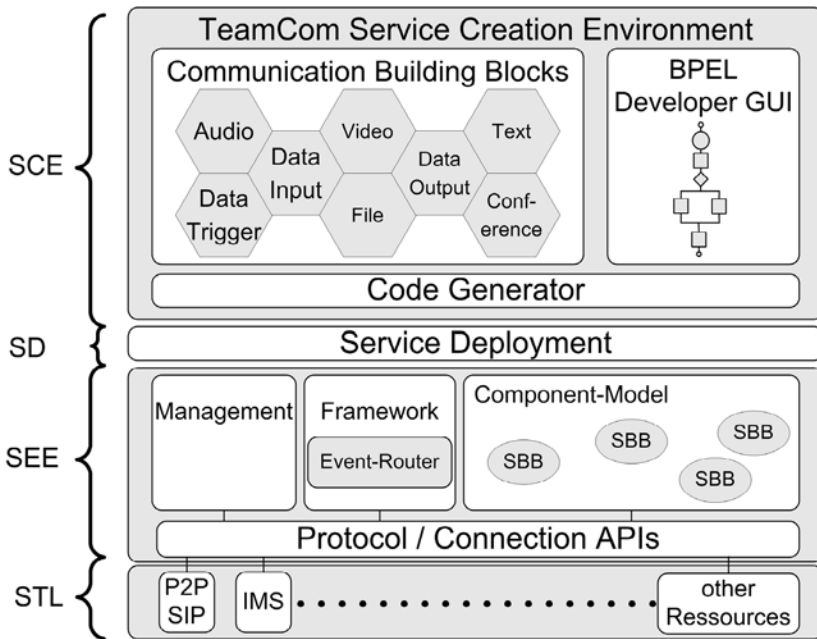 TeamCom Service Creation Environment
Communication Building Blocks
Audio
Video
Text
Data
Input
Data
Output
Data
Trigger
File
Conf-
erence
BPEL
Developer GUI
Code Generator
SCE
SD
Service Deployment
SEE
Management
Framework
Event-Router
Component-Model
SBB
SBB
SBB
SBB
Protocol / Connection APIs
STL
P2P
SIP
IMS
other
Ressources